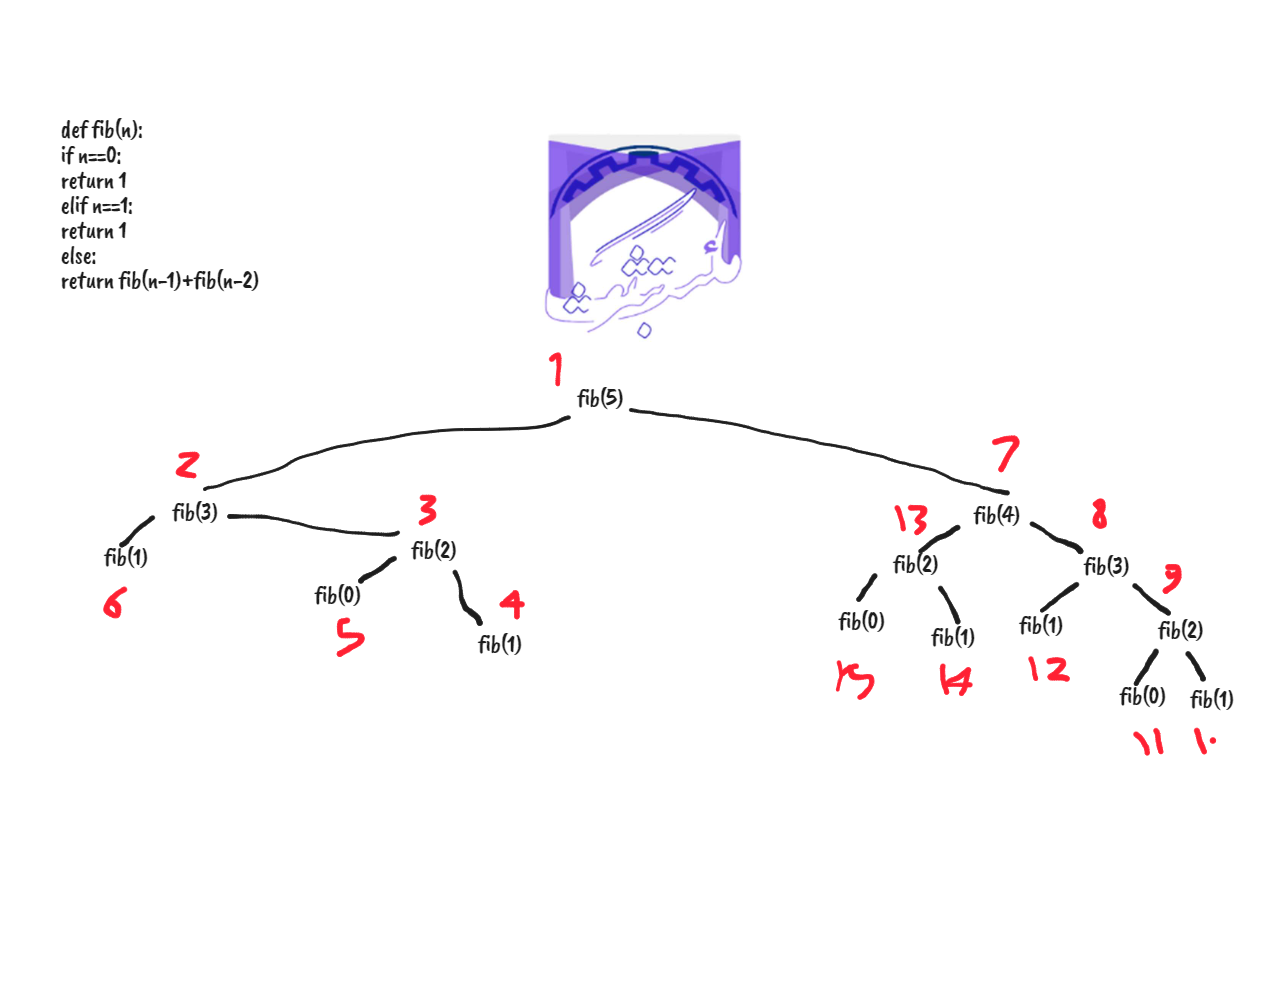 def fib(n):
if n==0:
return 1
elif n==1:
return 1
else:
return fib(n-1)+fib(n-2)
1
fib(5)
2
7
fib(3)
3
13
fib(4)
8
fib(1)
fib(2)
fib(2)
fib(3)
9
6
fib(0)
4
fib(0)
fib(1)
fib(1)
fib(2)
5
fib(1)
15
14
12
fib(0)
fib(1)
11
1.